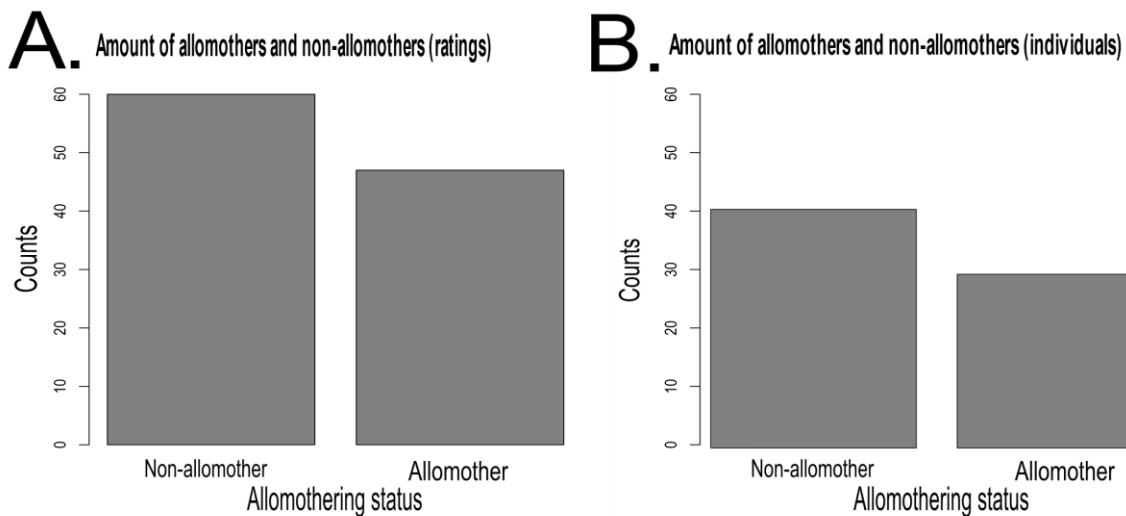 A. Amount of allomothers and non-allomothers (ratings)
60
50
40
30
20
10
0
Counts
Non-allomother Allomother
Allomothering status
B. Amount of allomothers and non-allomothers (individuals)
60
50
40
30
20
10
0
Counts
Non-allomother Allomother
Allomothering status